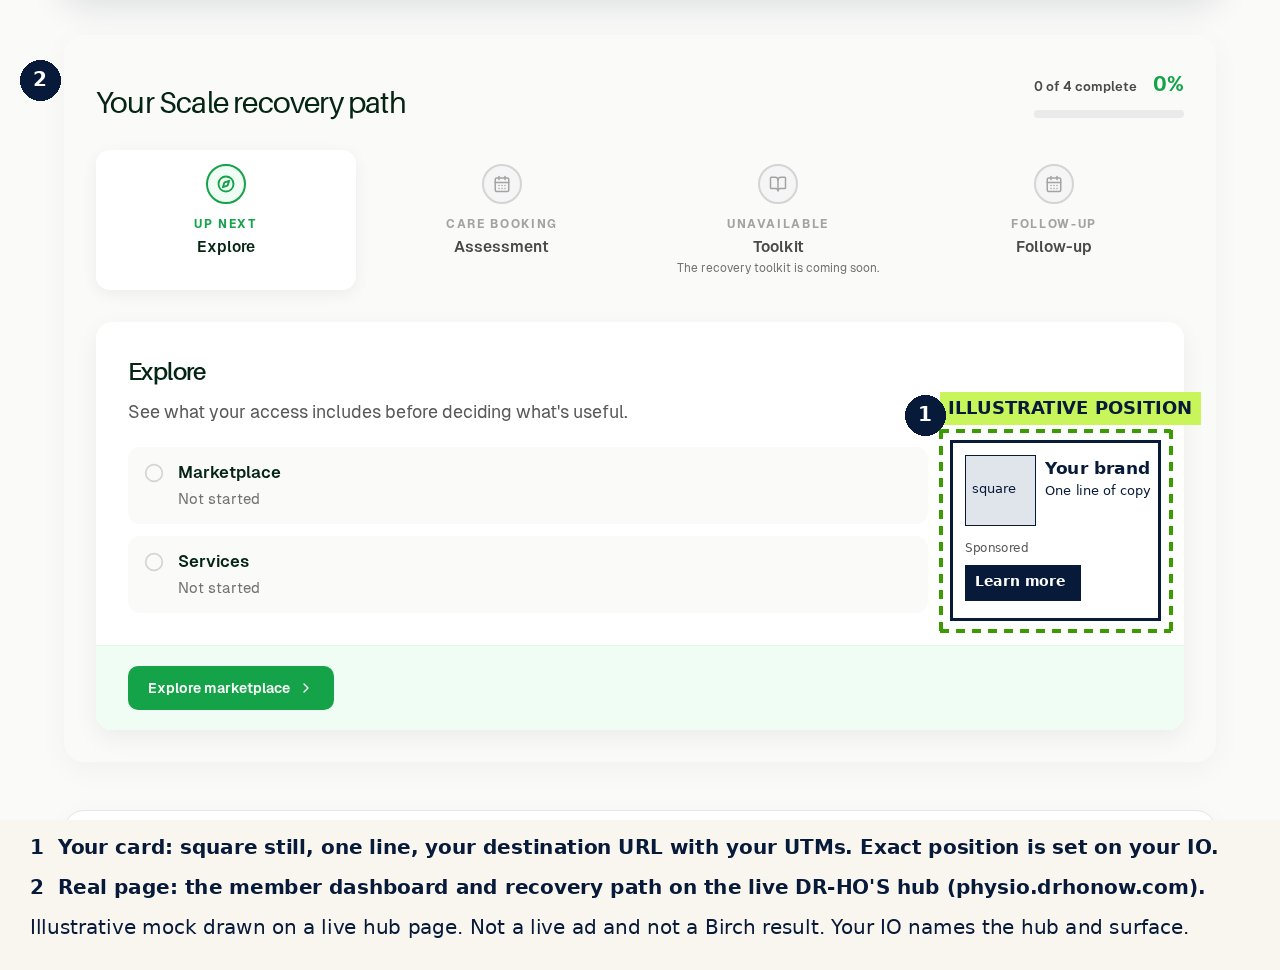 2
Your Scale recovery path
0 of 4 complete 0%
UP NEXT
Explore
CARE BOOKING
Assessment
UNAVAILABLE
Toolkit
The recovery toolkit is coming soon.
FOLLOW-UP
Follow-up
Explore
See what your access includes before deciding what's useful.
Marketplace
Not started
Services
Not started
1 ILLUSTRATIVE POSITION
square
Your brand
One line of copy
Sponsored
Learn more
Explore marketplace
1 Your card: square still, one line, your destination URL with your UTMs. Exact position is set on your IO.
2 Real page: the member dashboard and recovery path on the live DR-HO'S hub (physio.drhonow.com).
Illustrative mock drawn on a live hub page. Not a live ad and not a Birch result. Your IO names the hub and surface.